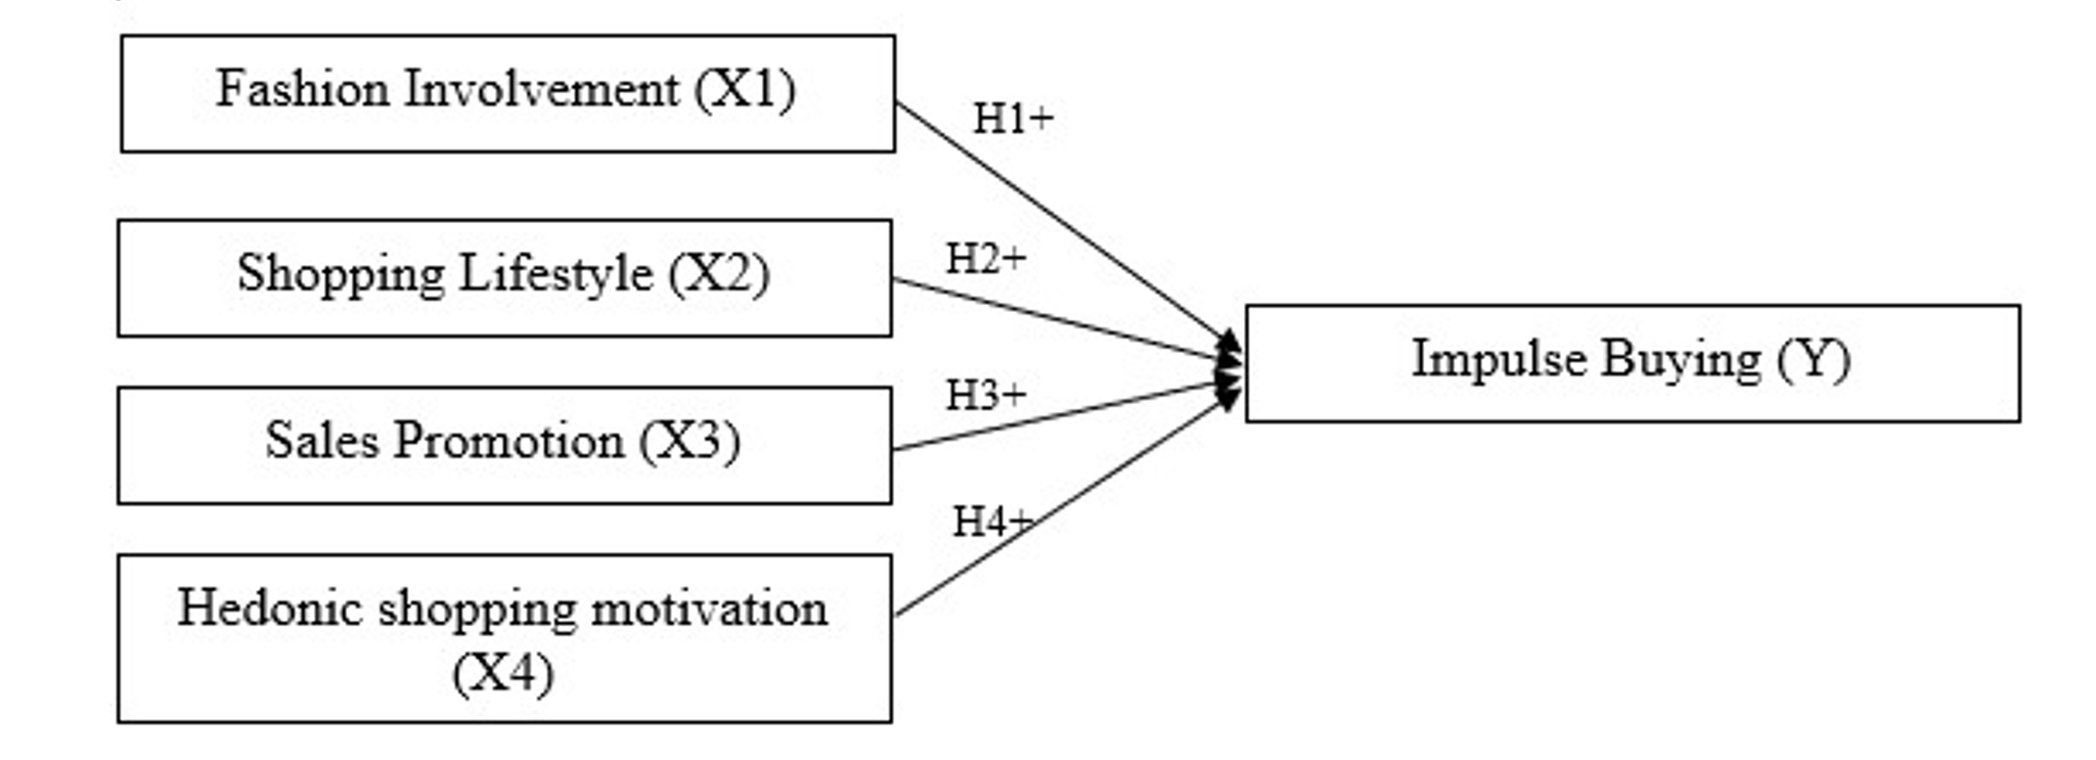 Fashion Involvement (X1)
H1+
Shopping Lifestyle (X2)
H2+
Impulse Buying (Y)
Sales Promotion (X3)
H3+
H4+
Hedonic shopping motivation
(X4)